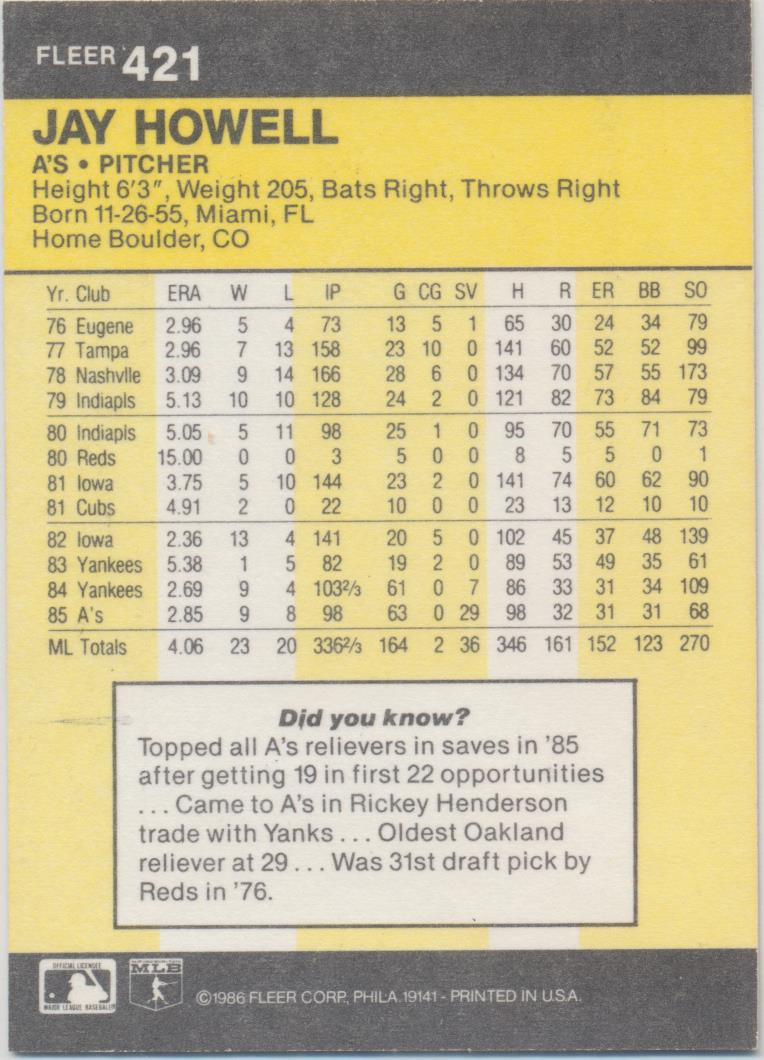 FLEER 421
JAY HOWELL
A'S • PITCHER
Height 6'3", Weight 205, Bats Right, Throws Right
Born 11-26-55, Miami, FL
Home Boulder, CO
Yr. Club ERA W L IP G CG SV H R ER BB SO
76 Eugene 2.96 5 4 73 13 5 1 65 30 24 34 79
77 Tampa 2.96 7 13 158 23 10 0 141 60 52 52 99
78 Nashvlle 3.09 9 14 166 28 6 0 134 70 57 55 173
79 Indiapls 5.13 10 10 128 24 2 0 121 82 73 84 79
80 Indiapls 5.05 5 11 98 25 1 0 95 70 55 71 73
80 Reds 15.00 0 0 3 5 0 0 8 5 5 0 1
81 Iowa 3.75 5 10 144 23 2 0 141 74 60 62 90
81 Cubs 4.91 2 0 22 10 0 0 23 13 12 10 10
82 Iowa 2.36 13 4 141 20 5 0 102 45 37 48 139
83 Yankees 5.38 1 5 82 19 2 0 89 53 49 35 61
84 Yankees 2.69 9 4 103⅔ 61 0 7 86 33 31 34 109
85 A's 2.85 9 8 98 63 0 29 98 32 31 31 68
ML Totals 4.06 23 20 336⅔ 164 2 36 346 161 152 123 270
Did you know?
Topped all A's relievers in saves in '85
after getting 19 in first 22 opportunities
... Came to A's in Rickey Henderson
trade with Yanks ... Oldest Oakland
reliever at 29 ... Was 31st draft pick by
Reds in '76.
OFFICIAL LICENSEE
MAJOR LEAGUE BASEBALL
MLB
©1986 FLEER CORP., PHILA. 19141 - PRINTED IN U.S.A.